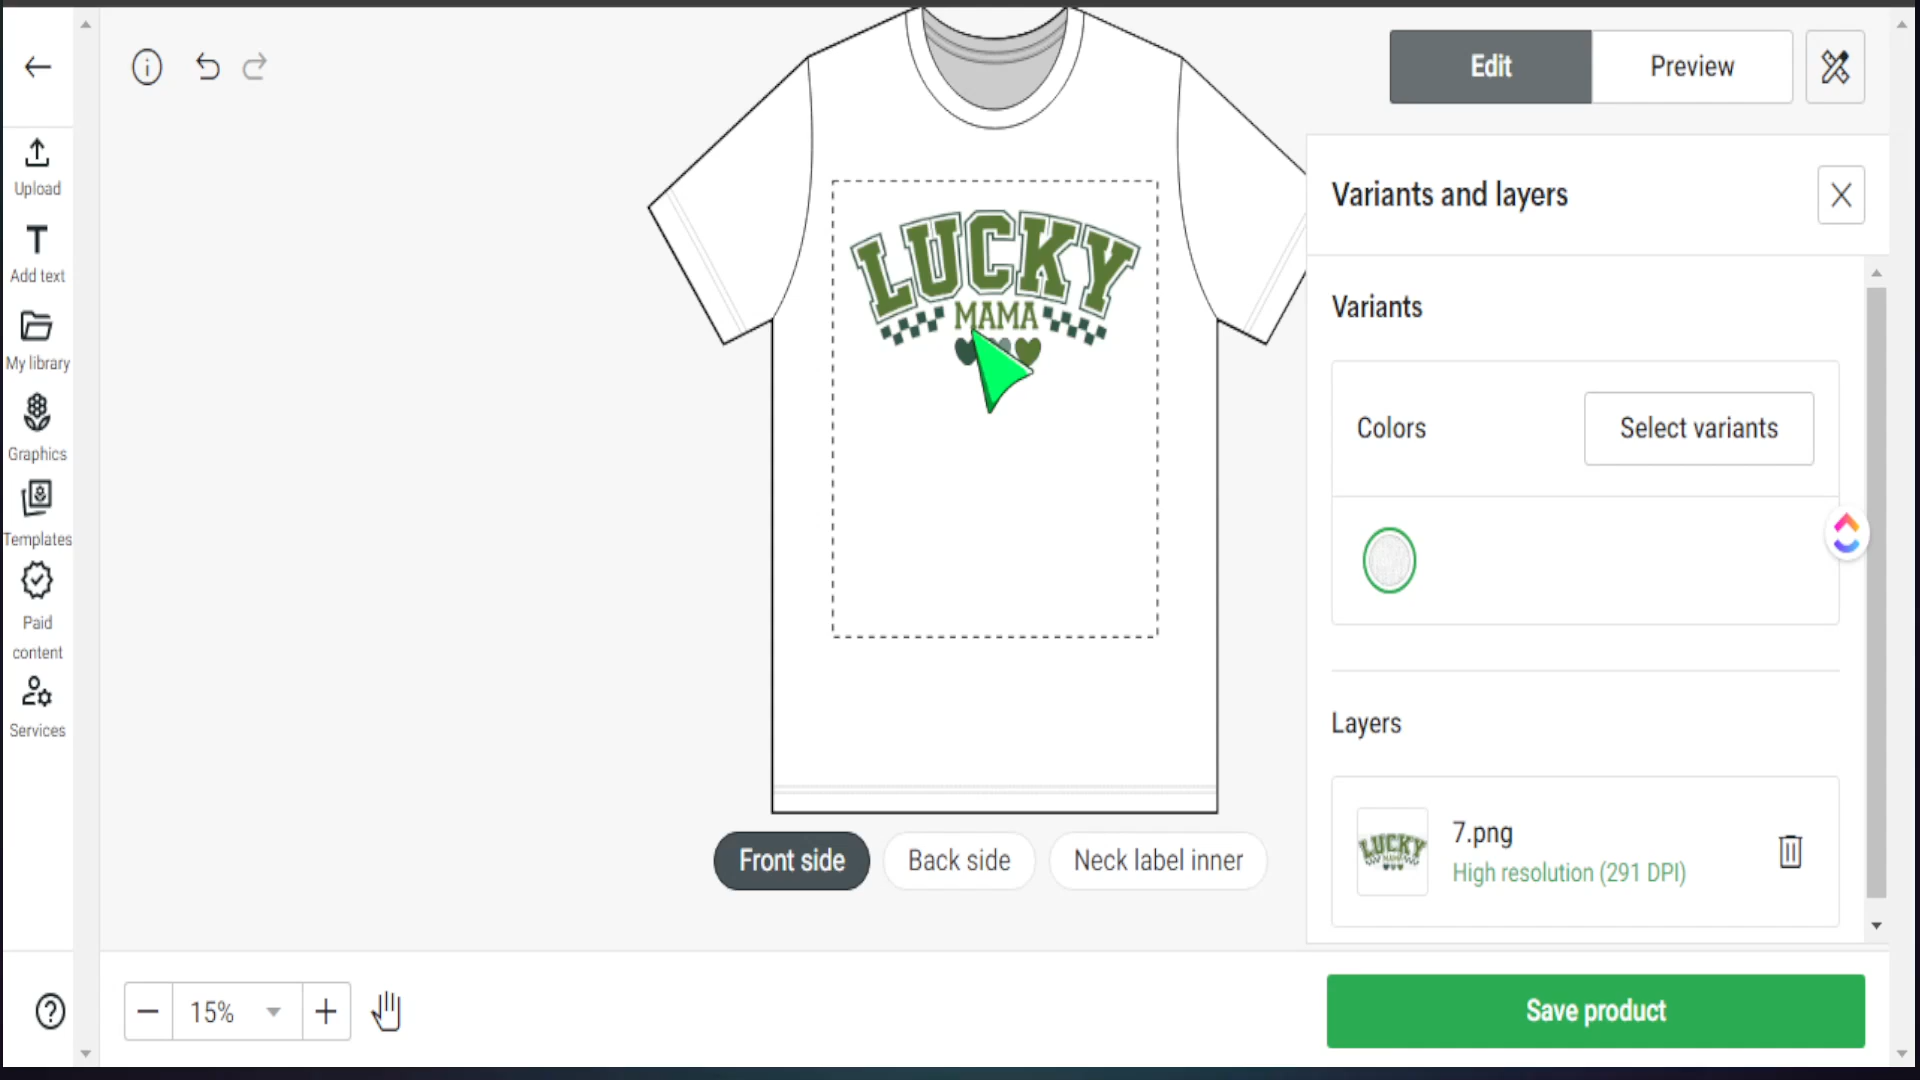 Edit
Preview
Upload
Add text
My library
Graphics
Templates
Paid
content
Services
LUCKY
MAMA
Variants and layers
Variants
Colors
Select variants
Layers
LUCKY
7.png
High resolution (291 DPI)
Front side
Back side
Neck label inner
15%
Save product